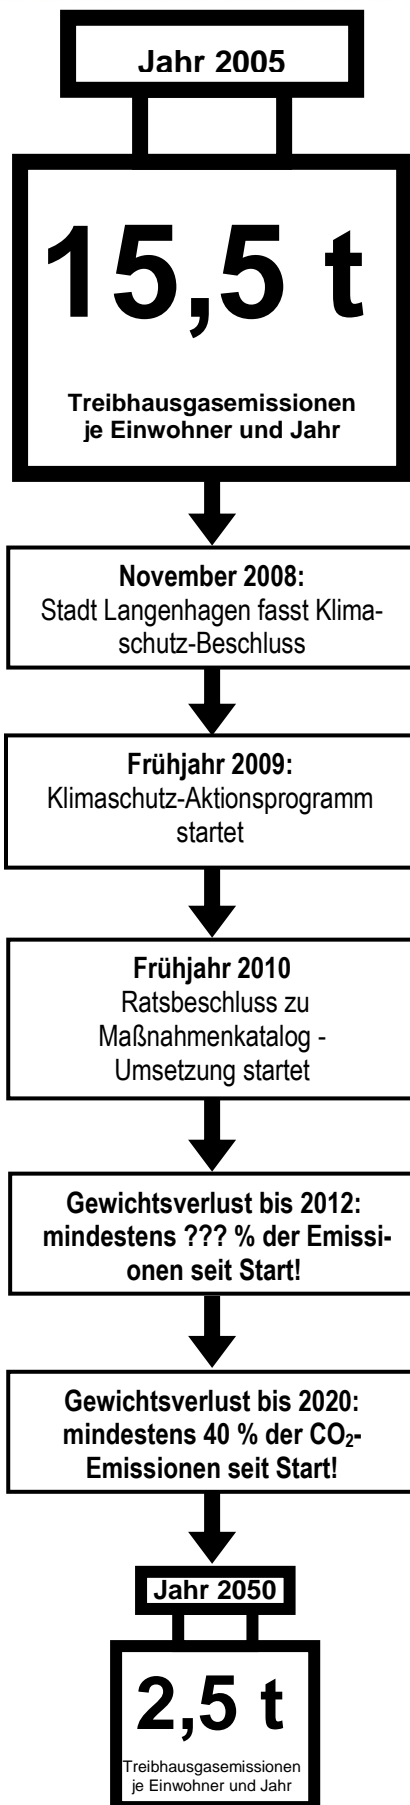 Jahr 2005
15,5 t
Treibhausgasemissionen
je Einwohner und Jahr
November 2008:
Stadt Langenhagen fasst Klima-
schutz-Beschluss
Frühjahr 2009:
Klimaschutz-Aktionsprogramm
startet
Frühjahr 2010
Ratsbeschluss zu
Maßnahmenkatalog -
Umsetzung startet
Gewichtsverlust bis 2012:
mindestens ??? % der Emissi-
onen seit Start!
Gewichtsverlust bis 2020:
mindestens 40 % der CO₂-
Emissionen seit Start!
Jahr 2050
2,5 t
Treibhausgasemissionen
je Einwohner und Jahr